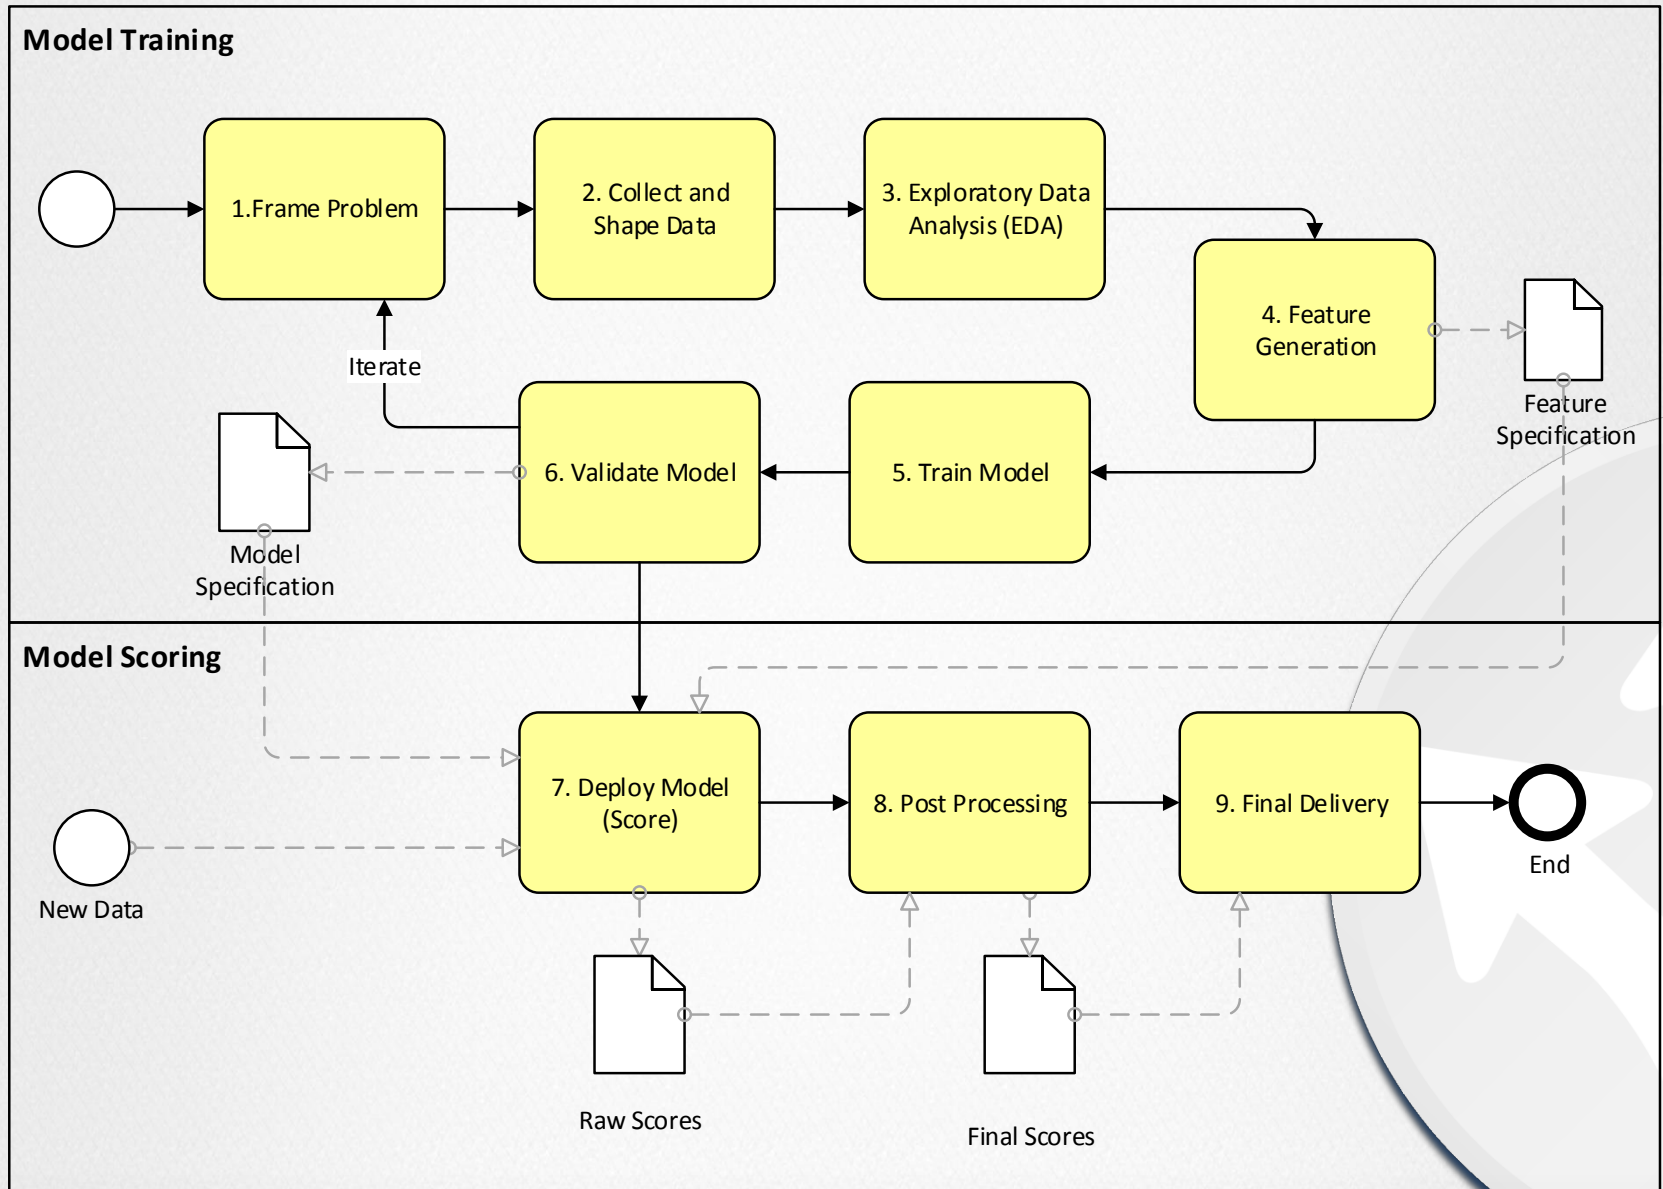 Model Training
1.Frame Problem
2. Collect and
Shape Data
3. Exploratory Data
Analysis (EDA)
4. Feature
Generation
Feature
Specification
Iterate
5. Train Model
6. Validate Model
Model
Specification
Model Scoring
7. Deploy Model
(Score)
8. Post Processing
9. Final Delivery
End
New Data
Raw Scores
Final Scores